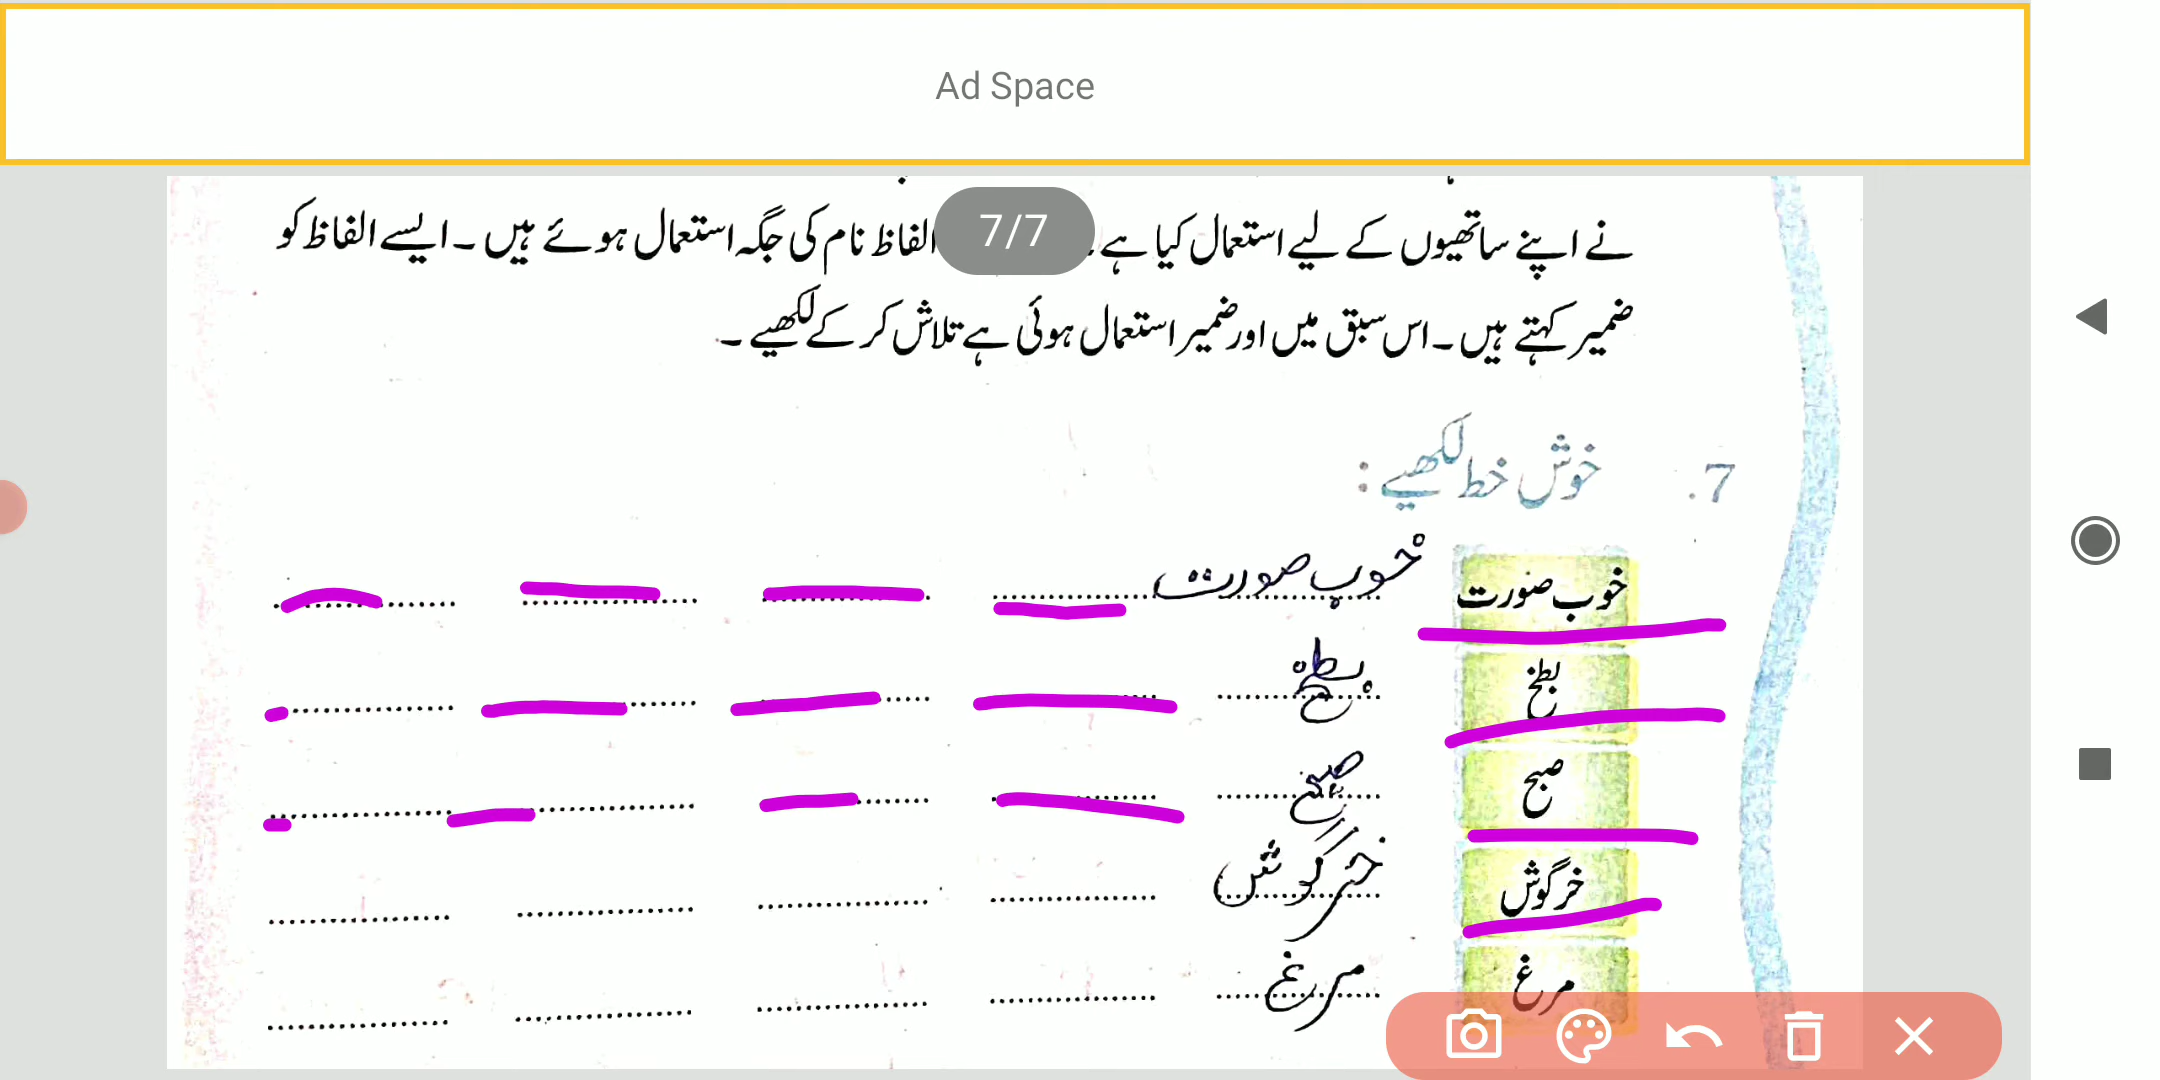 Ad Space
نے اپنے ساتھیوں کے لیے استعمال کیا ہے۔ الفاظ نام کی جگہ استعمال ہوئے ہیں۔ ایسے الفاظ کو
7/7
ضمیر کہتے ہیں۔ اس سبق میں اور ضمیر استعمال ہوئی ہے تلاش کر کے لکھیے۔
7. خوش خط لکھیے:
خوب صورت خوب صورت
بطخ بطخ
صبح صبح
خرگوش خرگوش
مرغ مرغ